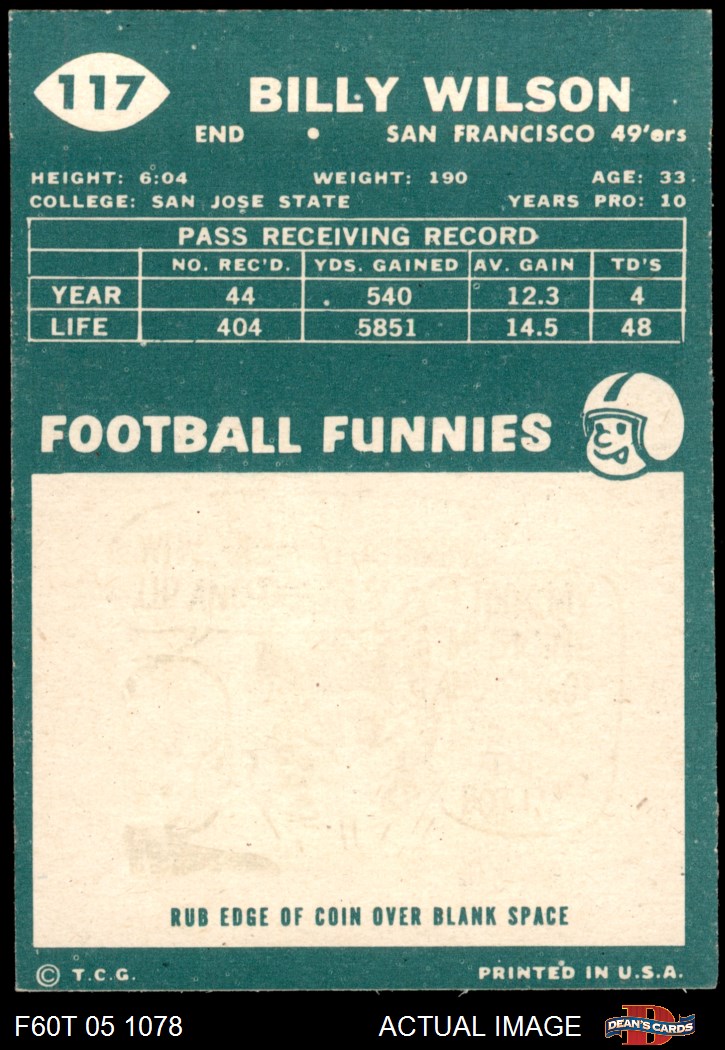 117
BILLY WILSON
END • SAN FRANCISCO 49'ers
HEIGHT: 6:04 WEIGHT: 190 AGE: 33
COLLEGE: SAN JOSE STATE YEARS PRO: 10
PASS RECEIVING RECORD
NO. REC'D. YDS. GAINED AV. GAIN TD'S
YEAR 44 540 12.3 4
LIFE 404 5851 14.5 48
FOOTBALL FUNNIES
RUB EDGE OF COIN OVER BLANK SPACE
© T.C.G. PRINTED IN U.S.A.
F60T 05 1078 ACTUAL IMAGE DEAN'S CARDS